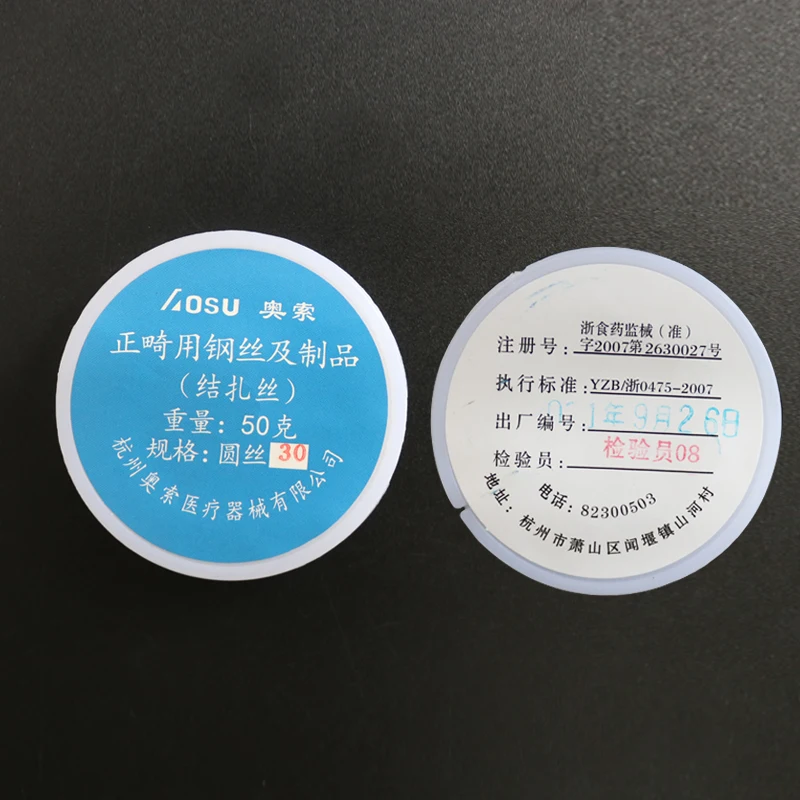 AOSU 奥索
正畸用钢丝及制品
(结扎丝)
重量: 50克
规格: 圆丝 30
杭州奥索医疗器械有限公司
浙食药监械(准)
注册号: 字2007第2630027号
执行标准: YZB/浙0475-2007
出厂编号: 1年9月26日
检验员: 检验员08
电话: 82300503
地址: 杭州市萧山区闻堰镇山河村